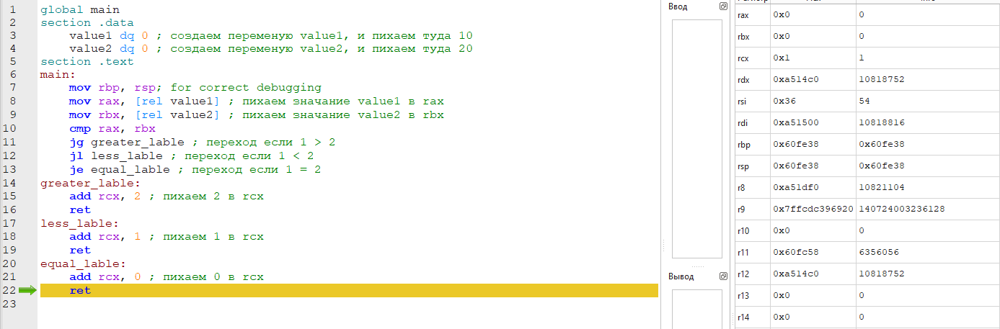 1 global main
2 section .data
3 value1 dq 0 ; создаем переменую value1, и пихаем туда 10
4 value2 dq 0 ; создаем переменую value2, и пихаем туда 20
5 section .text
6 main:
7 mov rbp, rsp; for correct debugging
8 mov rax, [rel value1] ; пихаем значание value1 в rax
9 mov rbx, [rel value2] ; пихаем значание value2 в rbx
10 cmp rax, rbx
11 jg greater_lable ; переход если 1 > 2
12 jl less_lable ; переход если 1 < 2
13 je equal_lable ; переход если 1 = 2
14 greater_lable:
15 add rcx, 2 ; пихаем 2 в rcx
16 ret
17 less_lable:
18 add rcx, 1 ; пихаем 1 в rcx
19 ret
20 equal_lable:
21 add rcx, 0 ; пихаем 0 в rcx
22 ret
23
Ввод
Вывод
rax 0x0 0
rbx 0x0 0
rcx 0x1 1
rdx 0xa514c0 10818752
rsi 0x36 54
rdi 0xa51500 10818816
rbp 0x60fe38 0x60fe38
rsp 0x60fe38 0x60fe38
r8 0xa51df0 10821104
r9 0x7ffcdc396920 140724003236128
r10 0x0 0
r11 0x60fc58 6356056
r12 0xa514c0 10818752
r13 0x0 0
r14 0x0 0